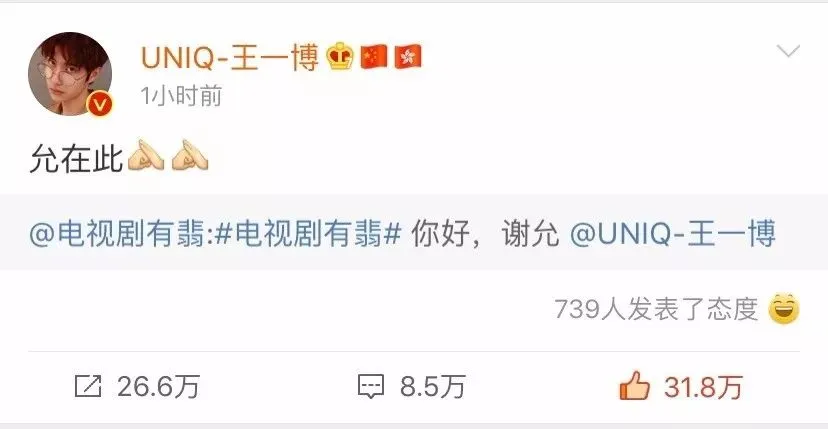 UNIQ-王一博
1小时前
允在此
@电视剧有翡:#电视剧有翡# 你好，谢允 @UNIQ-王一博
739人发表了态度
26.6万 8.5万 31.8万